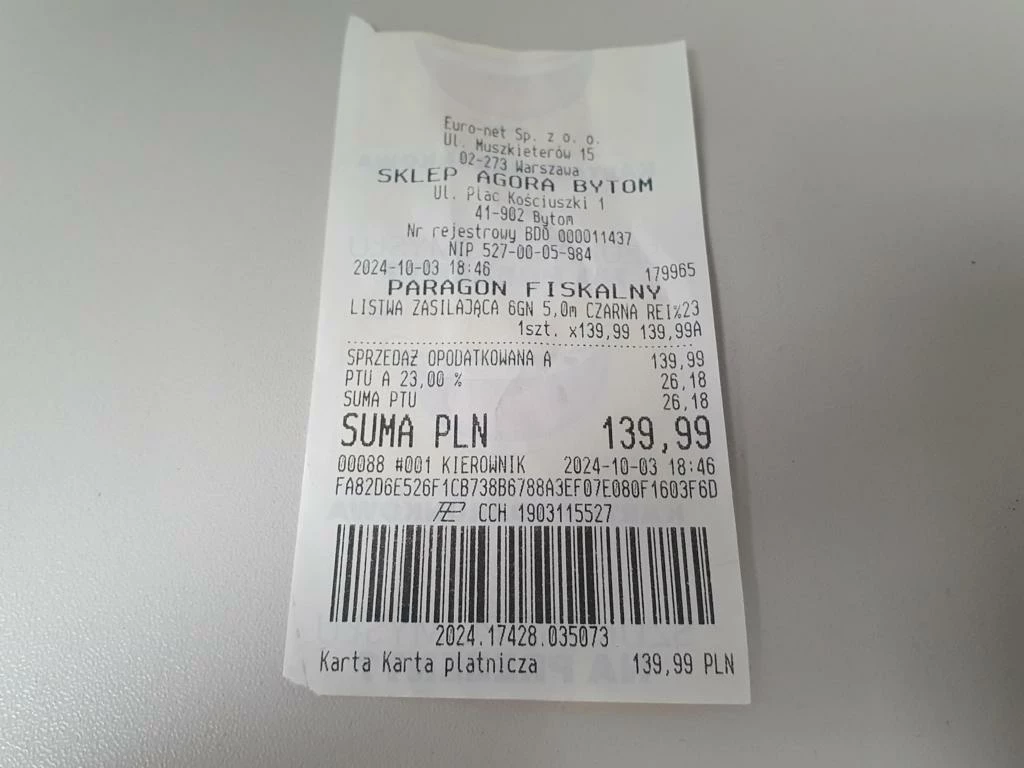 Euro-net Sp. z o. o.
Ul. Muszkieterów 15
02-273 Warszawa
SKLEP AGORA BYTOM
Ul. Plac Kościuszki 1
41-902 Bytom
Nr rejestrowy BDO 000011437
NIP 527-00-05-984
2024-10-03 18:46 179965
PARAGON FISKALNY
LISTWA ZASILAJĄCA 6GN 5,0m CZARNA REI%23
1szt. x139,99 139,99A
SPRZEDAŻ OPODATKOWANA A 139,99
PTU A 23,00 % 26,18
SUMA PTU 26,18
SUMA PLN 139,99
00088 #001 KIEROWNIK 2024-10-03 18:46
FA82D6E526F1CB738B6788A3EF07E080F1603F6D
CCH 1903115527
2024.17428.035073
Karta Karta płatnicza 139,99 PLN